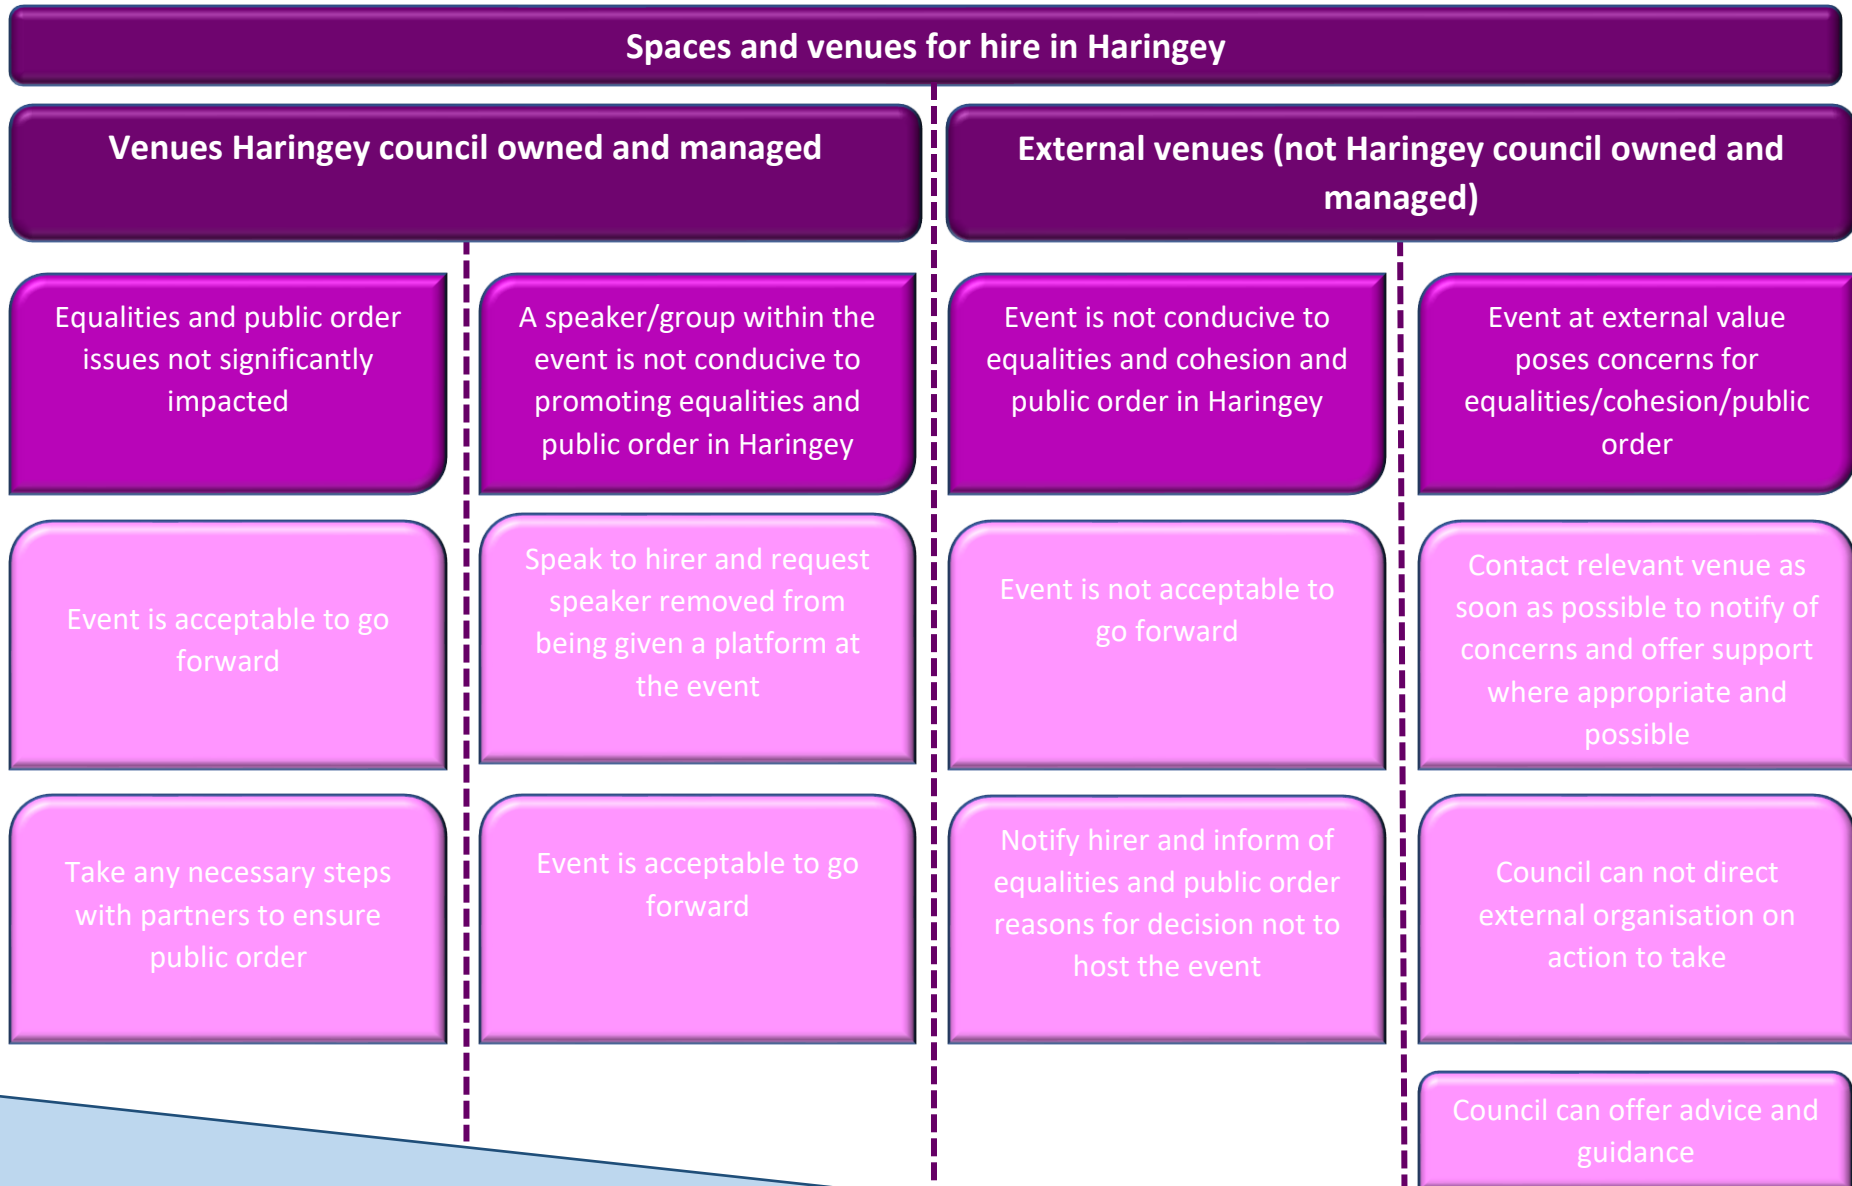 Spaces and venues for hire in Haringey
Venues Haringey council owned and managed
External venues (not Haringey council owned and
managed)
Equalities and public order
issues not significantly
impacted
A speaker/group within the
event is not conducive to
promoting equalities and
public order in Haringey
Event is not conducive to
equalities and cohesion and
public order in Haringey
Event at external value
poses concerns for
equalities/cohesion/public
order
Event is acceptable to go
forward
Speak to hirer and request
speaker removed from
being given a platform at
the event
Event is not acceptable to
go forward
Contact relevant venue as
soon as possible to notify of
concerns and offer support
where appropriate and
possible
Take any necessary steps
with partners to ensure
public order
Event is acceptable to go
forward
Notify hirer and inform of
equalities and public order
reasons for decision not to
host the event
Council can not direct
external organisation on
action to take
Council can offer advice and
guidance